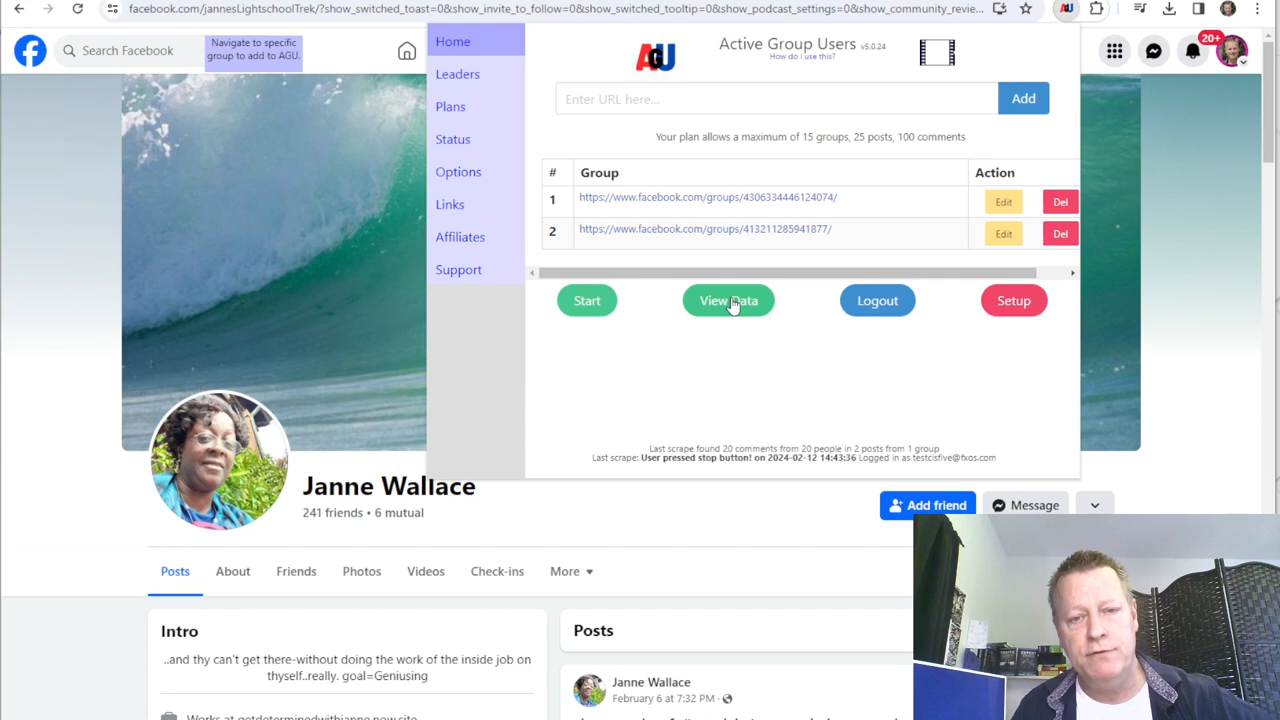 facebook.com/jannesLightschoolTrek/?show_switched_toast=0&show_invite_to_follow=0&show_switched_tooltip=0&show_podcast_settings=0&show_community_revie...
AGU
Search Facebook
Navigate to specific
group to add to AGU.
20+
Home
Leaders
Plans
Status
Options
Links
Affiliates
Support
AGU
Active Group Users v5.0.24
How do i use this?
Enter URL here...
Add
Your plan allows a maximum of 15 groups, 25 posts, 100 comments
# Group Action
1 https://www.facebook.com/groups/4306334446124074/ Edit Del
2 https://www.facebook.com/groups/413211285941877/ Edit Del
Start View Data Logout Setup
Last scrape found 20 comments from 20 people in 2 posts from 1 group
Last scrape: User pressed stop button! on 2024-02-12 14:43:36 Logged in as testcisfive@fxos.com
Janne Wallace
241 friends • 6 mutual
Add friend Message
Posts About Friends Photos Videos Check-ins More
Intro
..and thy can't get there-without doing the work of the inside job on
thyself..really. goal=Geniusing
Works at getdeterminedwithjanne.now.site
Posts
Janne Wallace
February 6 at 7:32 PM ·